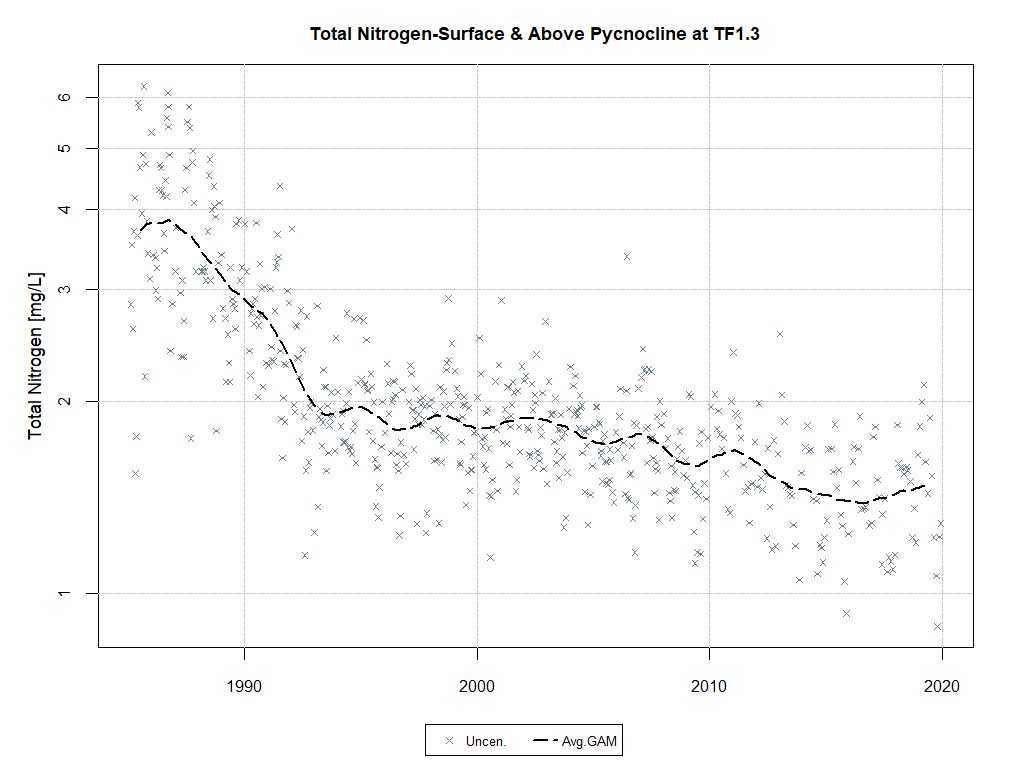 Total Nitrogen-Surface & Above Pycnocline at TF1.3
Total Nitrogen [mg/L]
6
5
4
3
2
1
1990 2000 2010 2020
Uncen. Avg.GAM